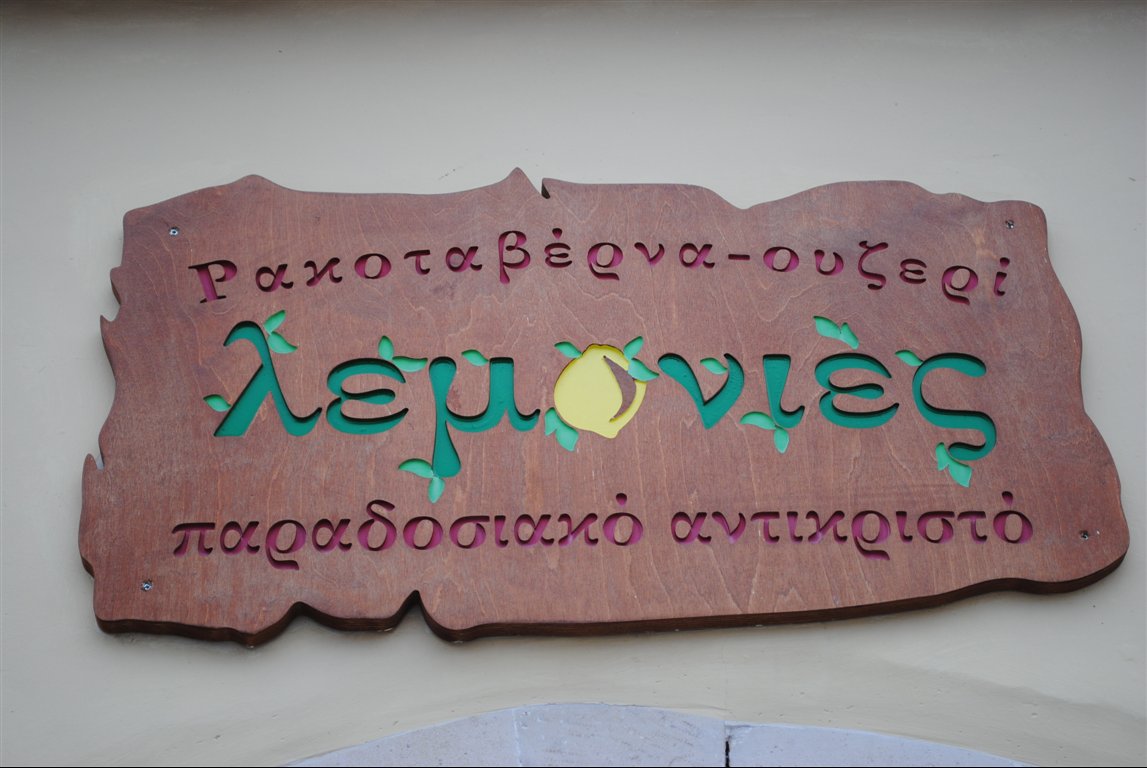 Ρακοταβέρνα-ουζερί
λεμονιές
παραδοσιακό αντικριστό